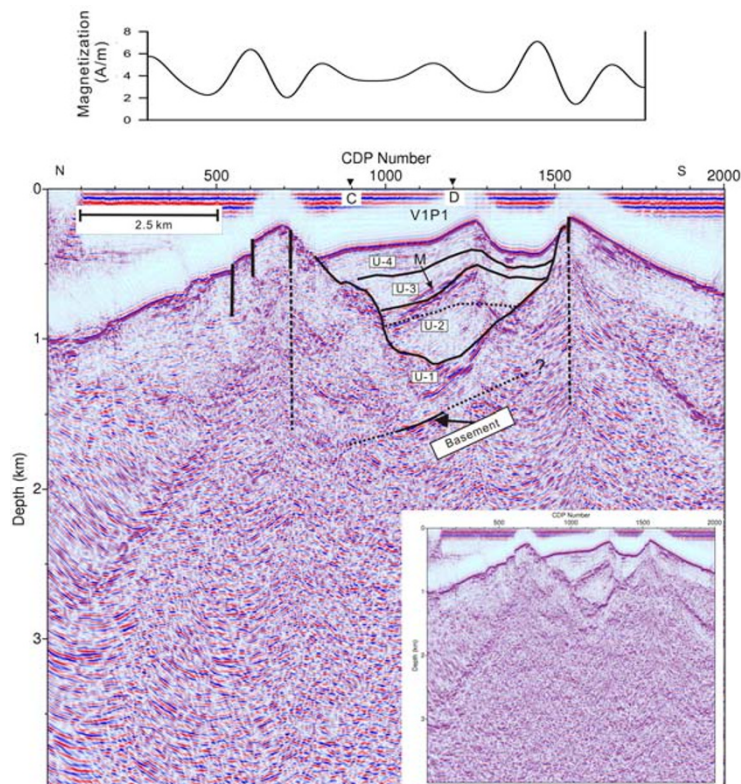 Magnetization
(A/m)
8
6
4
2
0
CDP Number
N
500
1000
1500
S
2000
C
D
0
2.5 km
V1P1
U-4
M
U-3
U-2
U-1
?
Basement
1
2
3
Depth (km)
CDP Number
500
1000
1500
2000
0
1
2
3
Depth (km)